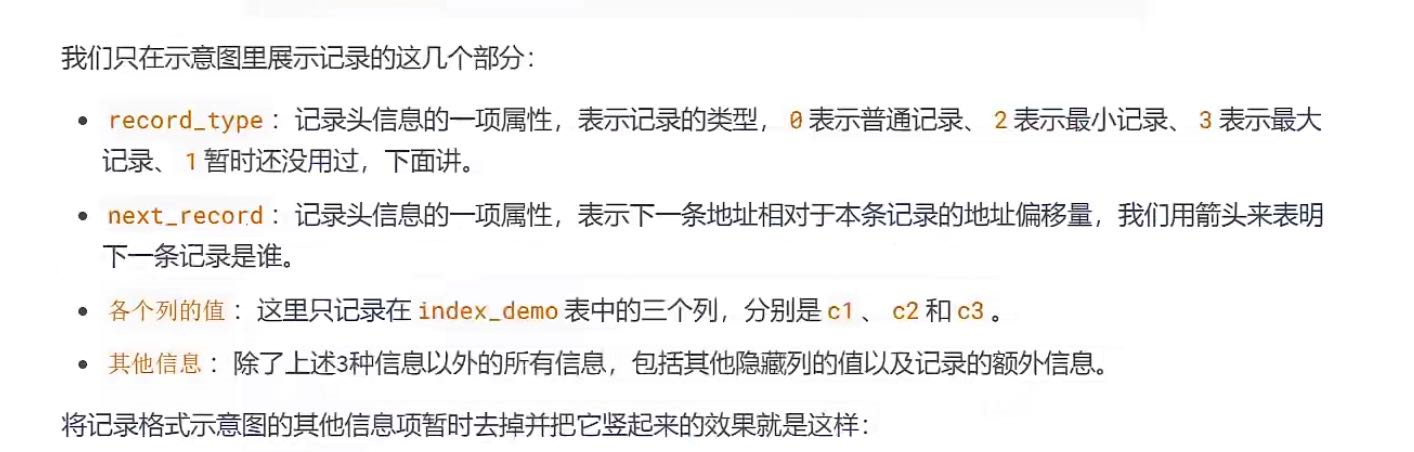 我们只在示意图里展示记录的这几个部分：
• record_type ：记录头信息的一项属性，表示记录的类型， 0 表示普通记录、 2 表示最小记录、 3 表示最大
记录、 1 暂时还没用过，下面讲。
• next_record ：记录头信息的一项属性，表示下一条地址相对于本条记录的地址偏移量，我们用箭头来表明
下一条记录是谁。
• 各个列的值 ：这里只记录在 index_demo 表中的三个列，分别是 c1 、 c2 和 c3 。
• 其他信息 ：除了上述3种信息以外的所有信息，包括其他隐藏列的值以及记录的额外信息。
将记录格式示意图的其他信息项暂时去掉并把它竖起来的效果就是这样：